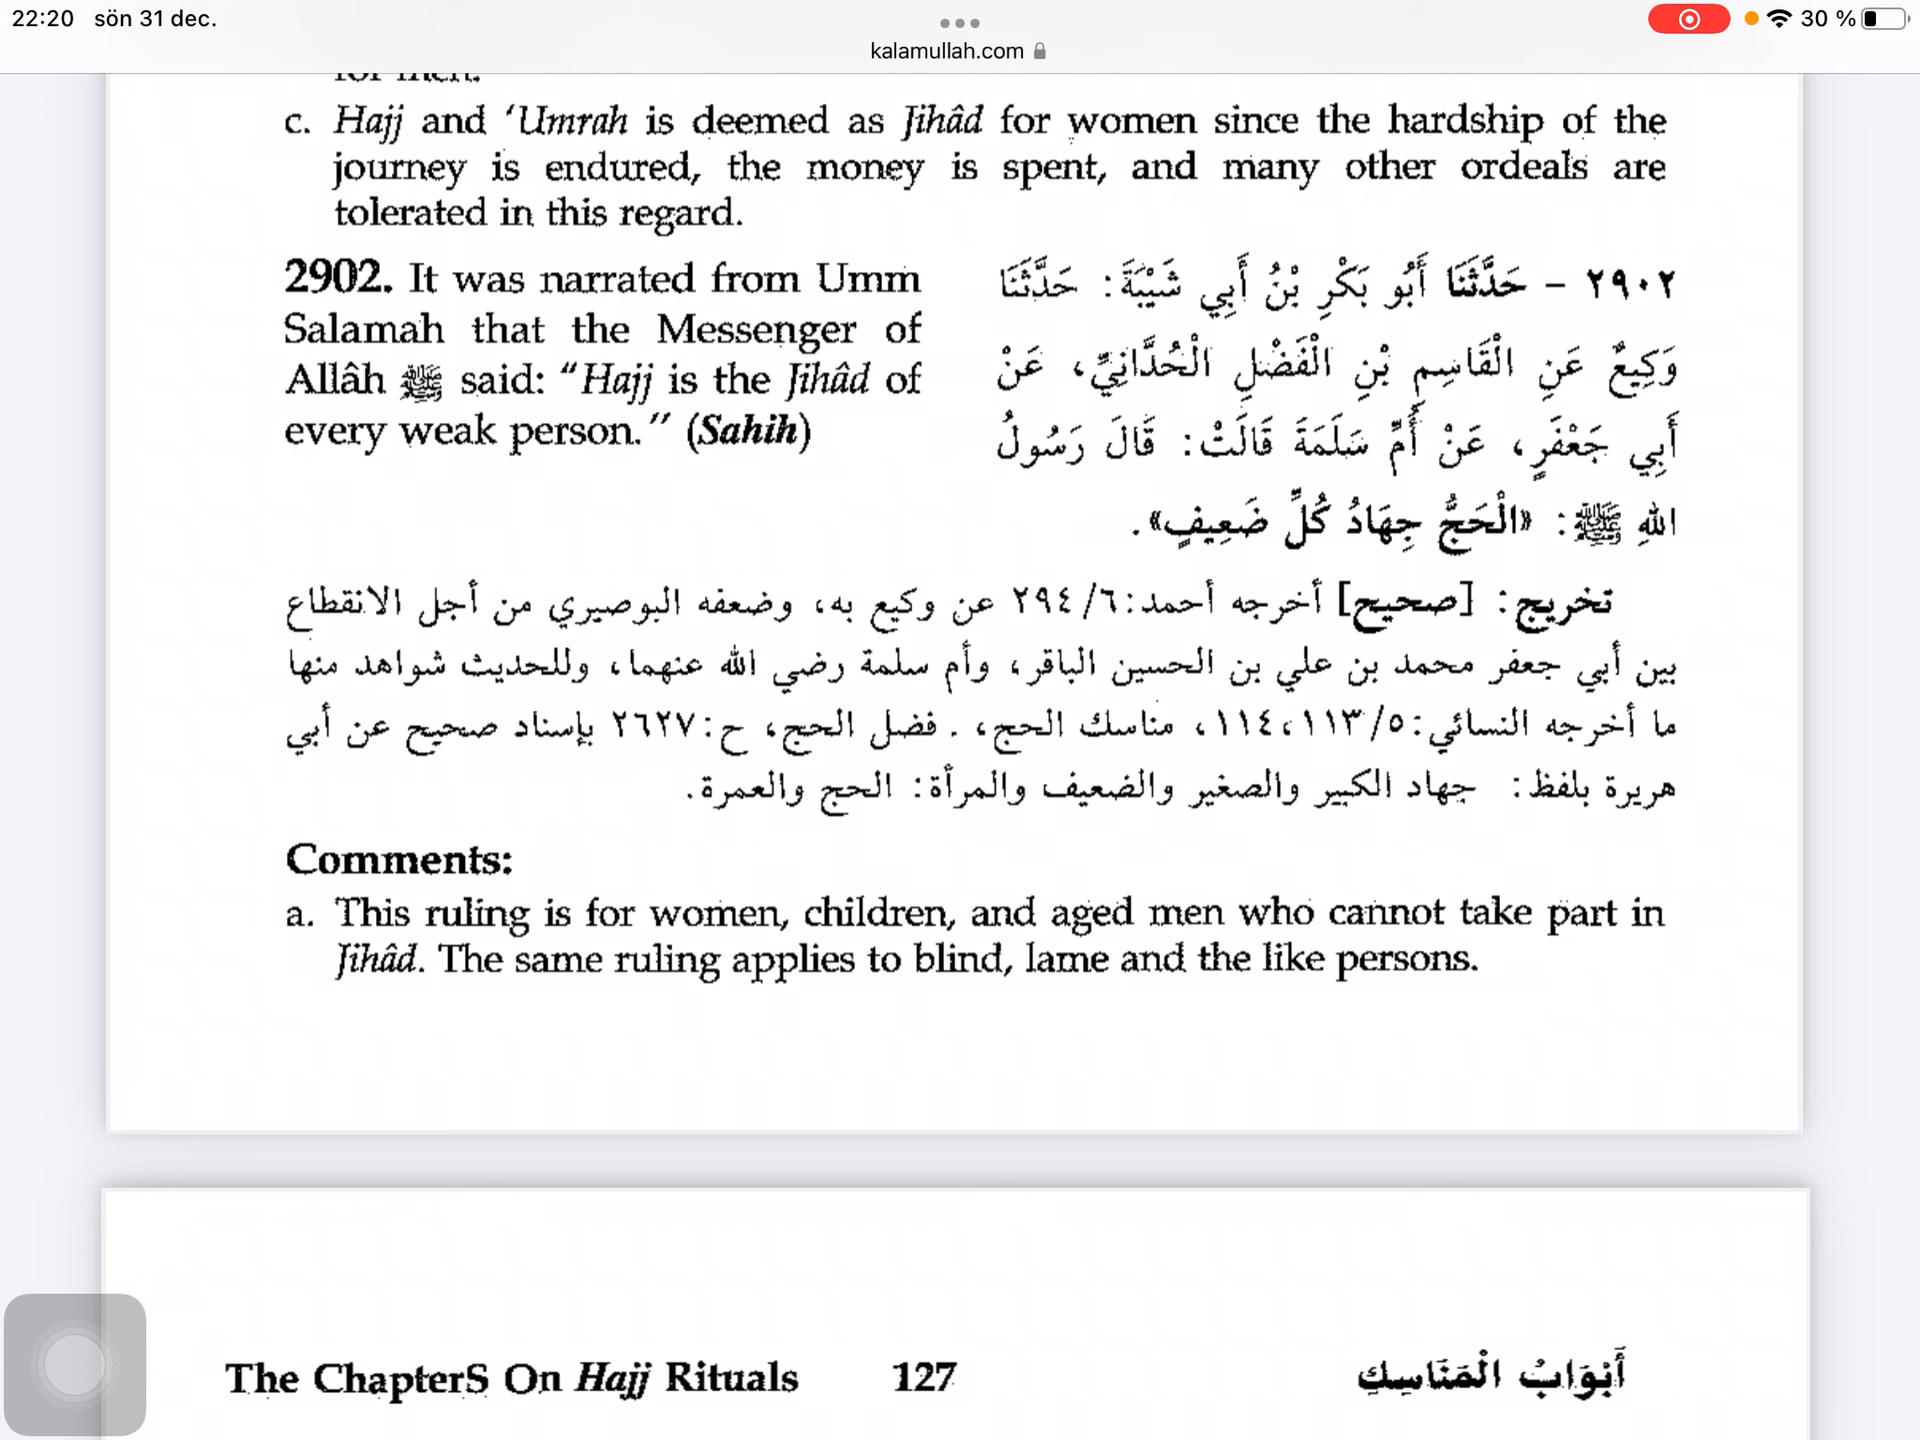 22:20 sön 31 dec.
30 %
kalamullah.com
for men.
c. Hajj and ‘Umrah is deemed as Jihâd for women since the hardship of the
journey is endured, the money is spent, and many other ordeals are
tolerated in this regard.
2902. It was narrated from Umm
Salamah that the Messenger of
Allâh ﷺ said: “Hajj is the Jihâd of
every weak person.” (Sahih)
٢٩٠٢ – حَدَّثَنَا أَبُو بَكْرِ بْنُ أَبِي شَيْبَةَ: حَدَّثَنَا
وَكِيعٌ عَنِ الْقَاسِمِ بْنِ الْفَضْلِ الْحُدَّانِيِّ، عَنْ
أَبِي جَعْفَرٍ، عَنْ أُمِّ سَلَمَةَ قَالَتْ: قَالَ رَسُولُ
اللهِ ﷺ: «الْحَجُّ جِهَادُ كُلِّ ضَعِيفٍ».
تخريج: [صحيح] أخرجه أحمد:٦/ ٢٩٤ عن وكيع به، وضعفه البوصيري من أجل الانقطاع
بين أبي جعفر محمد بن علي بن الحسين الباقر، وأم سلمة رضي الله عنهما، وللحديث شواهد منها
ما أخرجه النسائي:٥/ ١١٣، ١١٤، مناسك الحج، . فضل الحج، ح:٢٦٢٧ بإسناد صحيح عن أبي
هريرة بلفظ: جهاد الكبير والصغير والضعيف والمرأة: الحج والعمرة.
Comments:
a. This ruling is for women, children, and aged men who cannot take part in
Jihâd. The same ruling applies to blind, lame and the like persons.
The ChapterS On Hajj Rituals 127 أَبْوَابُ الْمَنَاسِكِ